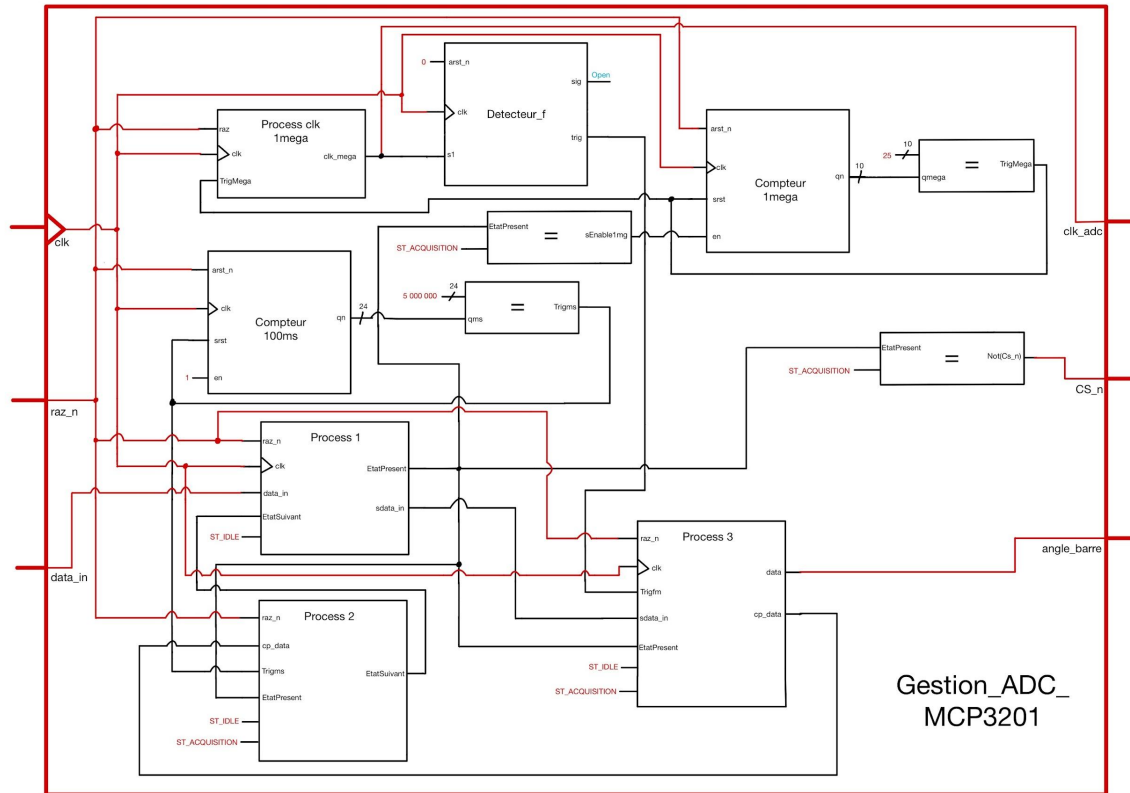 0
arst_n
clk
s1
Detecteur_f
sig
Open
trig
Process clk
1mega
raz
clk
TrigMega
clk_mega
arst_n
clk
srst
en
Compteur
1mega
qn
10
25
10
qmega
=
TrigMega
clk
clk_adc
EtatPresent
ST_ACQUISITION
=
sEnable1mg
arst_n
clk
srst
1
en
Compteur
100ms
qn
24
5 000 000
24
qms
=
Trigms
EtatPresent
ST_ACQUISITION
=
Not(Cs_n)
CS_n
raz_n
Process 1
raz_n
clk
data_in
EtatSuivant
ST_IDLE
EtatPresent
sdata_in
data_in
Process 3
raz_n
clk
Trigfm
sdata_in
EtatPresent
ST_IDLE
ST_ACQUISITION
data
cp_data
angle_barre
Process 2
raz_n
cp_data
Trigms
EtatPresent
ST_IDLE
ST_ACQUISITION
EtatSuivant
Gestion_ADC_
MCP3201